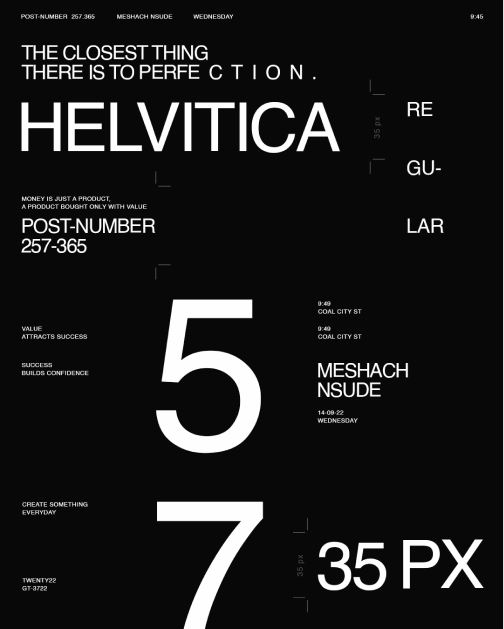 POST-NUMBER 257.365 MESHACH NSUDE WEDNESDAY 9:45
THE CLOSEST THING
THERE IS TO PERFE C T I O N .
HELVITICA
35 px
RE
GU-
LAR
MONEY IS JUST A PRODUCT,
A PRODUCT BOUGHT ONLY WITH VALUE
POST-NUMBER
257-365
5
9:49
COAL CITY ST
VALUE
ATTRACTS SUCCESS
9:49
COAL CITY ST
SUCCESS
BUILDS CONFIDENCE
MESHACH
NSUDE
14-09-22
WEDNESDAY
CREATE SOMETHING
EVERYDAY
7
35 px
35 PX
TWENTY22
GT-3722